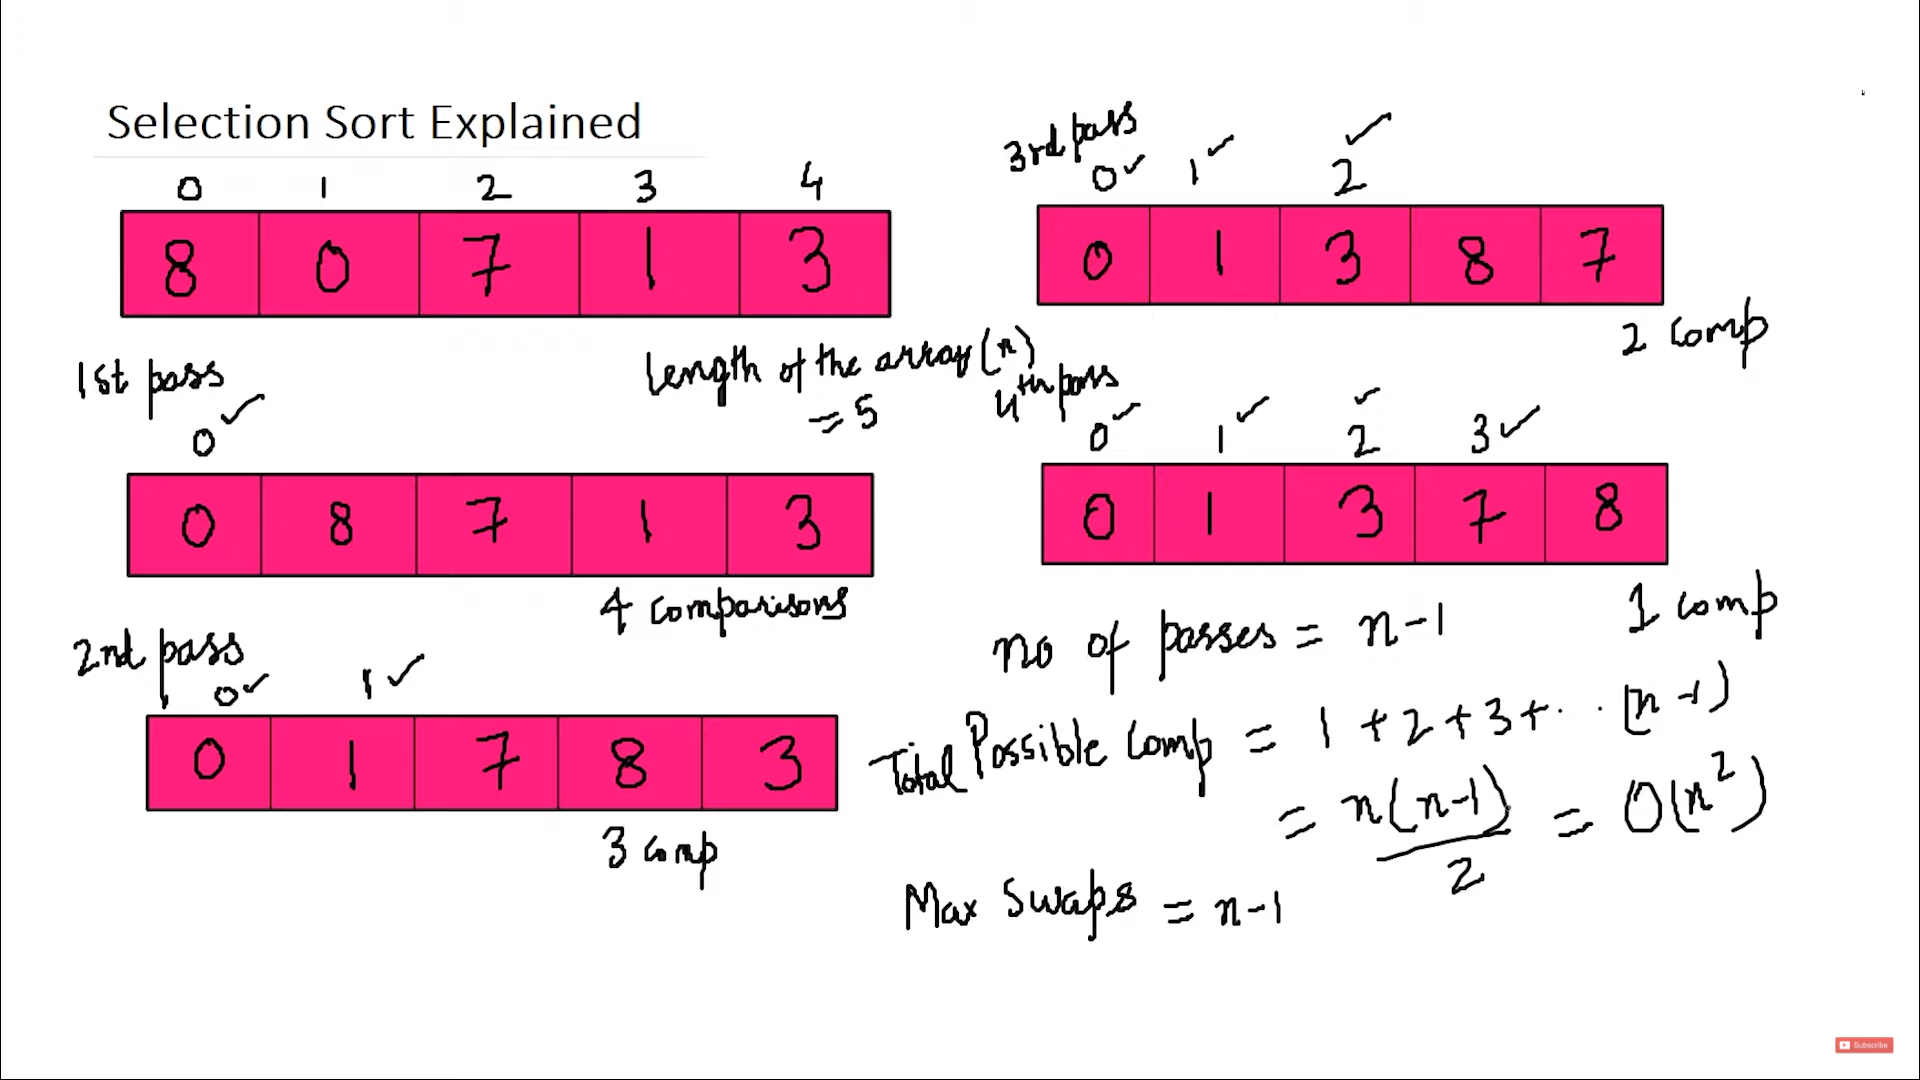 Selection Sort Explained
0 1 2 3 4
8 0 7 1 3
length of the array (n)
= 5
1st pass
0 ✓
0 8 7 1 3
4 comparisons
2nd pass
0 ✓ 1 ✓
0 1 7 8 3
3 comp
3rd pass
0 ✓ 1 ✓ 2 ✓
0 1 3 8 7
2 comp
4th pass
0 ✓ 1 ✓ 2 ✓ 3 ✓
0 1 3 7 8
1 comp
no of passes = n-1
Total Possible Comp = 1 + 2 + 3 + . . . (n-1)
= n(n-1)/2 = O(n²)
Max Swaps = n-1
Subscribe